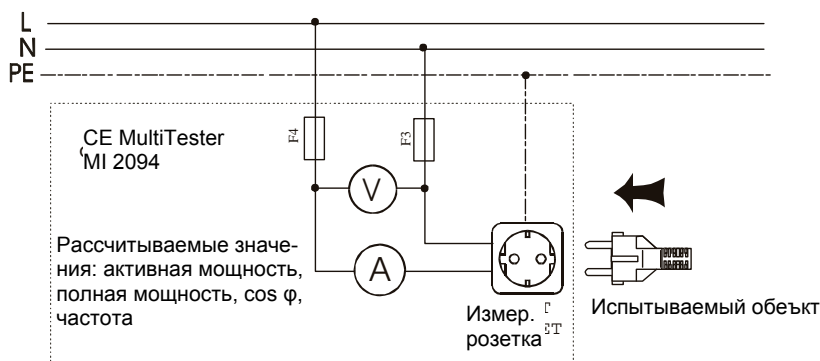 L
N
PE
CE MultiTester
MI 2094
F4
F3
V
A
Рассчитываемые значе-
ния: активная мощность,
полная мощность, cos φ,
частота
Измер.
розетка
Испытываемый обеъкт